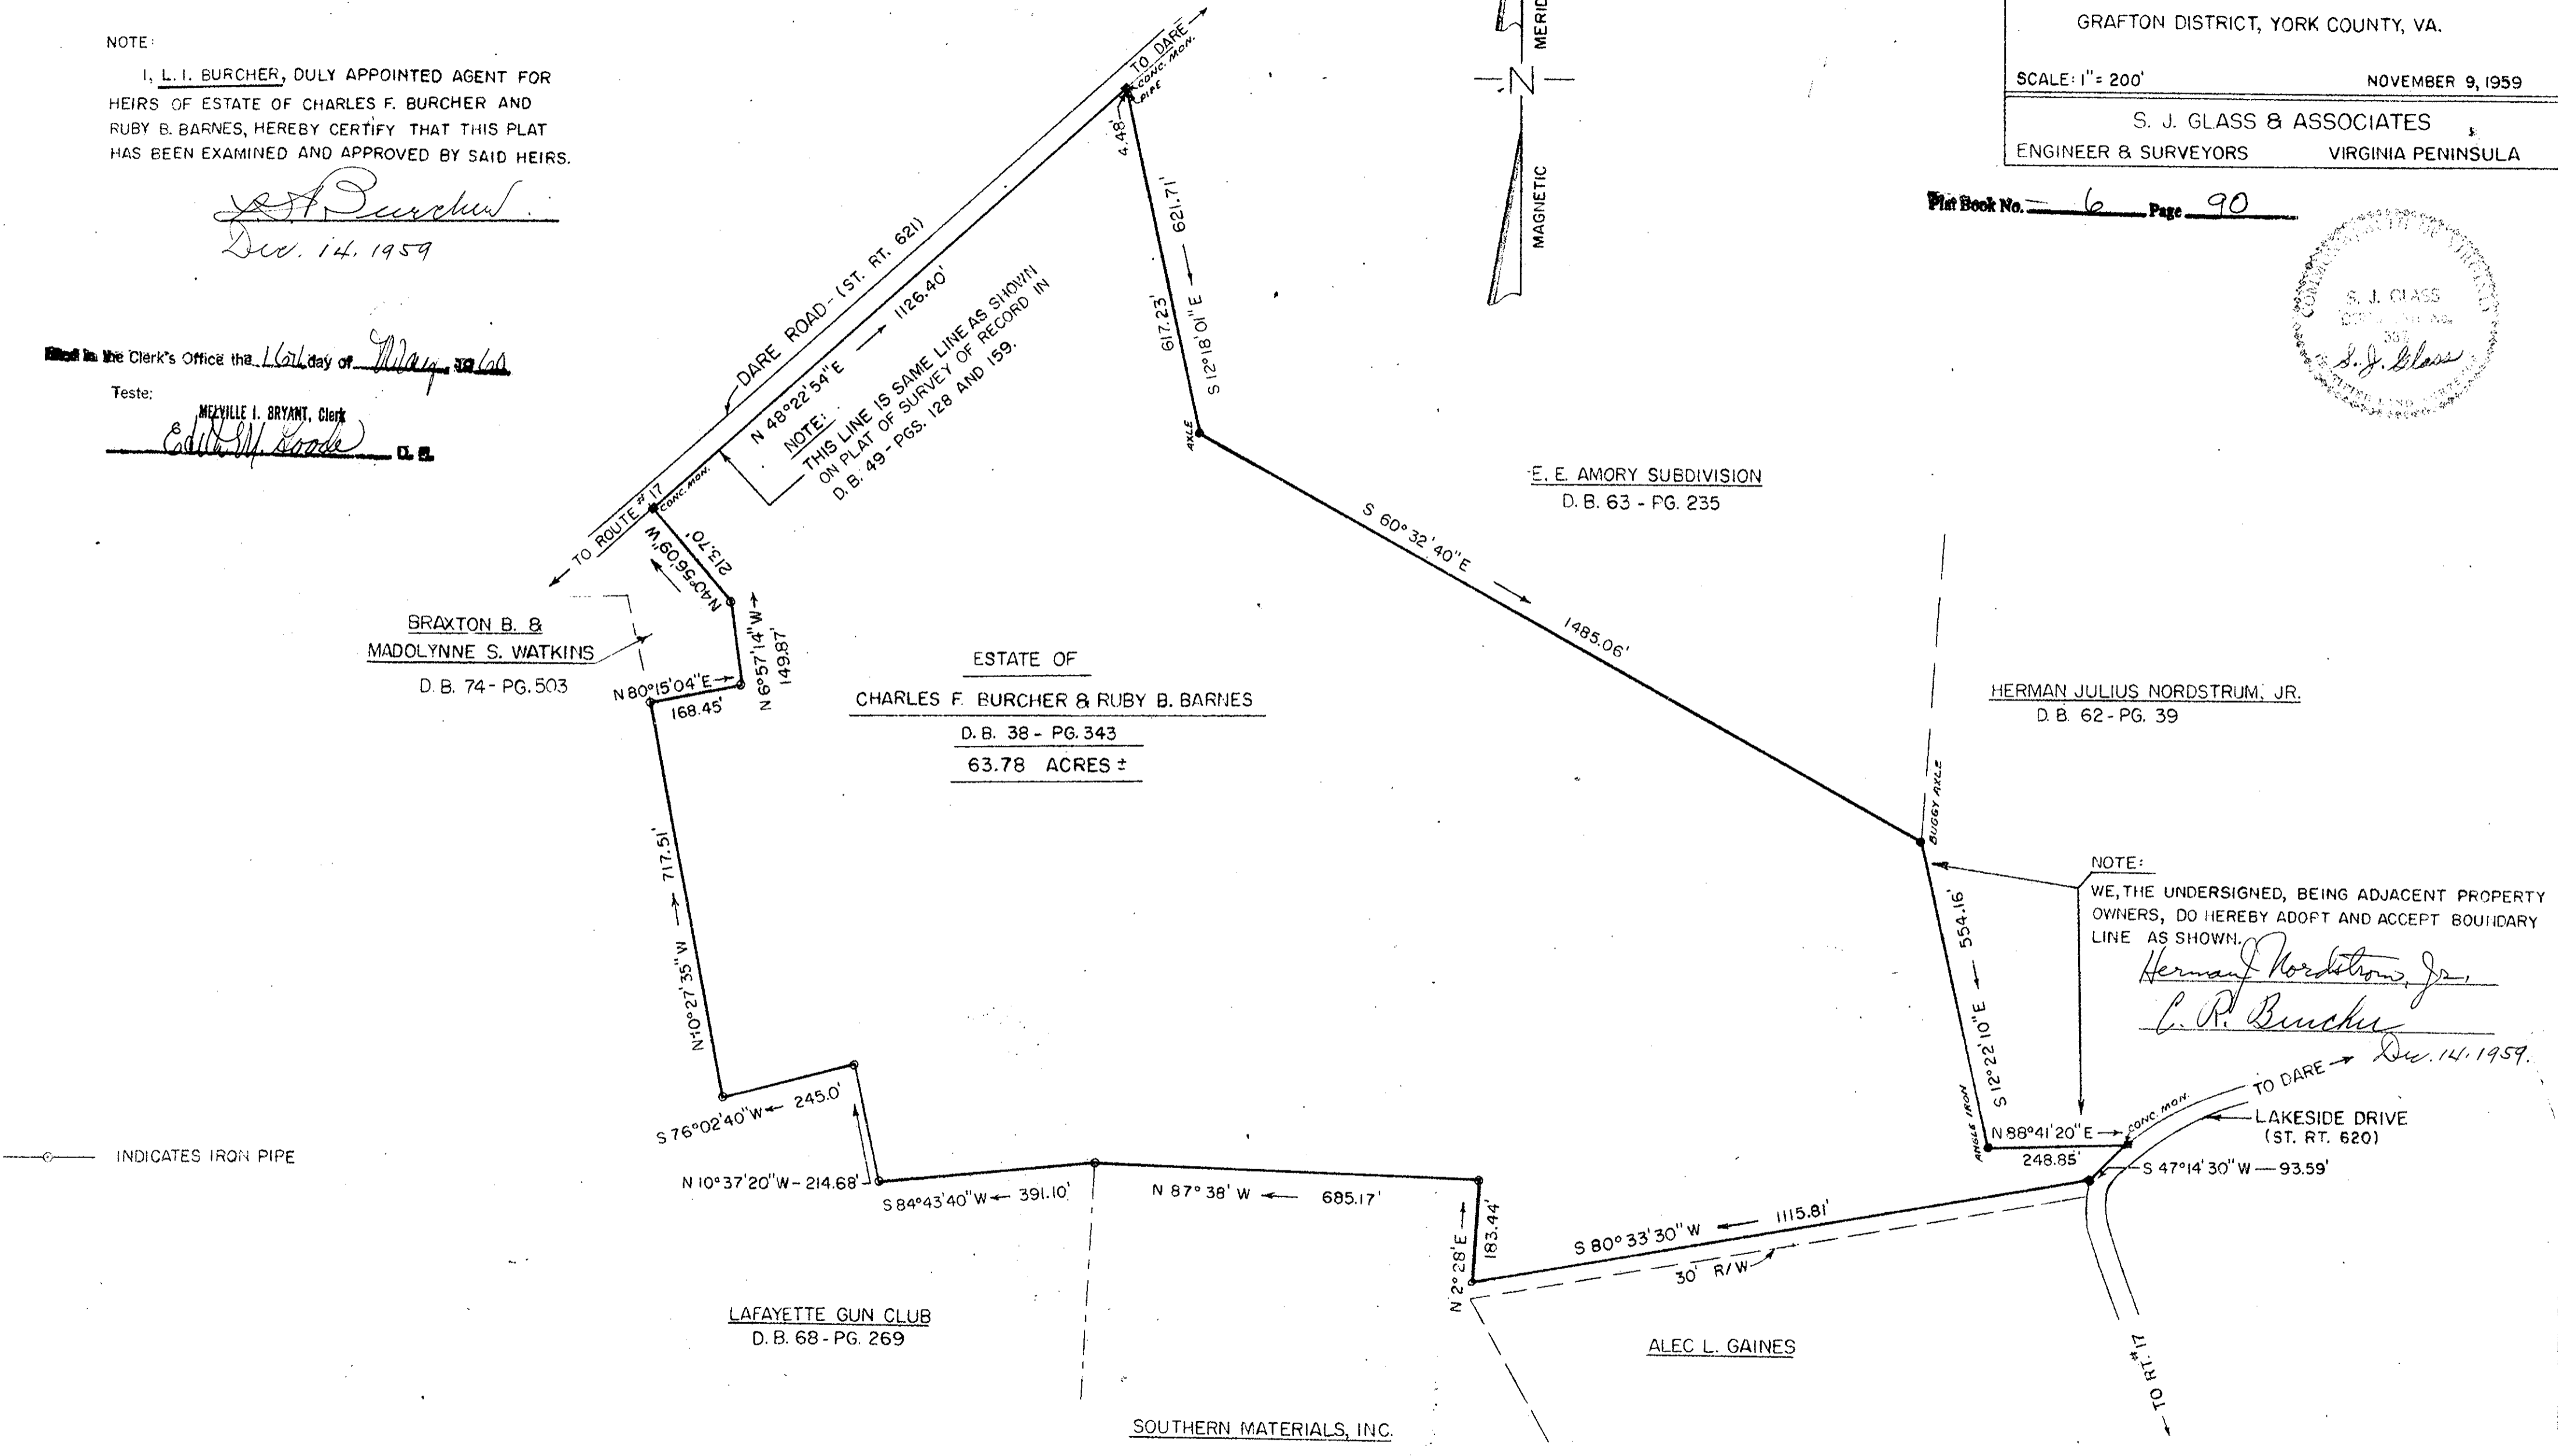 NOTE:
I, L. I. BURCHER, DULY APPOINTED AGENT FOR
HEIRS OF ESTATE OF CHARLES F. BURCHER AND
RUBY B. BARNES, HEREBY CERTIFY THAT THIS PLAT
HAS BEEN EXAMINED AND APPROVED BY SAID HEIRS.
Burcher
Dec. 14, 1959
in the Clerk's Office the 16th day of May, 1960
Teste:
MELVILLE I. BRYANT, Clerk
Edith M. Goode D. C.
MERID
N
MAGNETIC
GRAFTON DISTRICT, YORK COUNTY, VA.
SCALE: 1" = 200' NOVEMBER 9, 1959
S. J. GLASS & ASSOCIATES
ENGINEER & SURVEYORS VIRGINIA PENINSULA
Plat Book No. 6 Page 90
COMMONWEALTH OF VIRGINIA
S. J. GLASS
S. J. Glass
TO DARE
CONC. MON.
PIPE
4.48'
621.71'
617.23'
S 12°18'01" E
AXLE
DARE ROAD - (ST. RT. 621)
N 48°22'54" E 1126.40'
NOTE:
THIS LINE IS SAME LINE AS SHOWN
ON PLAT OF SURVEY OF RECORD IN
D. B. 49 - PGS. 128 AND 159.
TO ROUTE # 17
CONC. MON.
N40°56'09" W
213.70'
N 6°57'14" W
149.87'
N 80°15'04" E
168.45'
BRAXTON B. &
MADOLYNNE S. WATKINS
D. B. 74 - PG. 503
ESTATE OF
CHARLES F. BURCHER & RUBY B. BARNES
D. B. 38 - PG. 343
63.78 ACRES ±
E. E. AMORY SUBDIVISION
D. B. 63 - PG. 235
S 60°32'40" E
1485.06'
HERMAN JULIUS NORDSTRUM, JR.
D. B. 62 - PG. 39
BUGGY AXLE
NOTE:
WE, THE UNDERSIGNED, BEING ADJACENT PROPERTY
OWNERS, DO HEREBY ADOPT AND ACCEPT BOUNDARY
LINE AS SHOWN.
Herman J Nordstrom, Jr.
C. R. Burcher
Dec. 14, 1959.
S 12°22'10" E 554.16'
ANGLE IRON
N 88°41'20" E
248.85'
CONC. MON.
TO DARE
LAKESIDE DRIVE
(ST. RT. 620)
S 47°14'30" W — 93.59'
TO RT. #17
N 10°27'35" W 717.51'
S 76°02'40" W 245.0'
N 10°37'20" W - 214.68'
S 84°43'40" W 391.10'
N 87°38' W 685.17'
N 2°28' E
183.44'
S 80°33'30" W 1115.81'
30' R/W
INDICATES IRON PIPE
LAFAYETTE GUN CLUB
D. B. 68 - PG. 269
ALEC L. GAINES
SOUTHERN MATERIALS, INC.